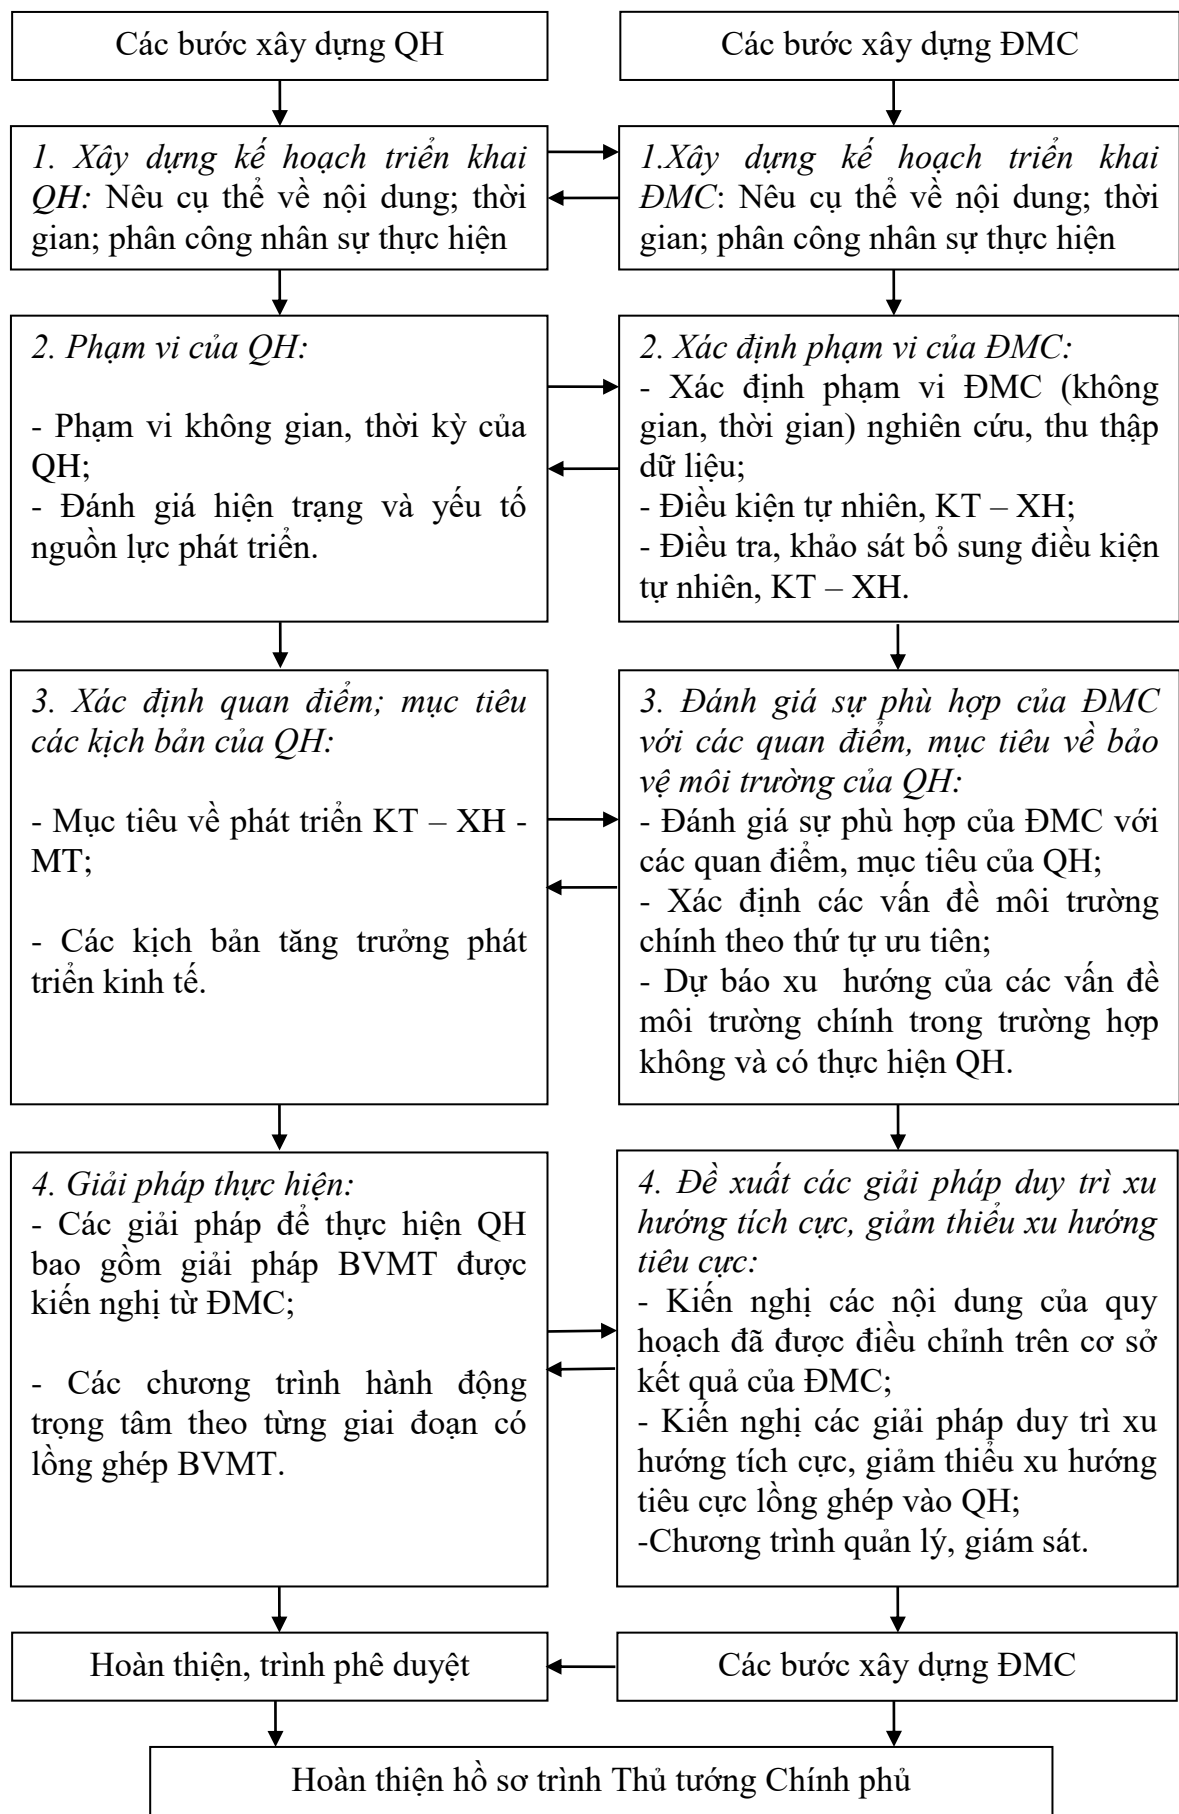 Các bước xây dựng QH
Các bước xây dựng ĐMC
1. Xây dựng kế hoạch triển khai
QH: Nêu cụ thể về nội dung; thời
gian; phân công nhân sự thực hiện
1.Xây dựng kế hoạch triển khai
ĐMC: Nêu cụ thể về nội dung; thời
gian; phân công nhân sự thực hiện
2. Phạm vi của QH:
- Phạm vi không gian, thời kỳ của
QH;
- Đánh giá hiện trạng và yếu tố
nguồn lực phát triển.
2. Xác định phạm vi của ĐMC:
- Xác định phạm vi ĐMC (không
gian, thời gian) nghiên cứu, thu thập
dữ liệu;
- Điều kiện tự nhiên, KT – XH;
- Điều tra, khảo sát bổ sung điều kiện
tự nhiên, KT – XH.
3. Xác định quan điểm; mục tiêu
các kịch bản của QH:
- Mục tiêu về phát triển KT – XH -
MT;
- Các kịch bản tăng trưởng phát
triển kinh tế.
3. Đánh giá sự phù hợp của ĐMC
với các quan điểm, mục tiêu về bảo
vệ môi trường của QH:
- Đánh giá sự phù hợp của ĐMC với
các quan điểm, mục tiêu của QH;
- Xác định các vấn đề môi trường
chính theo thứ tự ưu tiên;
- Dự báo xu hướng của các vấn đề
môi trường chính trong trường hợp
không và có thực hiện QH.
4. Giải pháp thực hiện:
- Các giải pháp để thực hiện QH
bao gồm giải pháp BVMT được
kiến nghị từ ĐMC;
- Các chương trình hành động
trọng tâm theo từng giai đoạn có
lồng ghép BVMT.
4. Đề xuất các giải pháp duy trì xu
hướng tích cực, giảm thiểu xu hướng
tiêu cực:
- Kiến nghị các nội dung của quy
hoạch đã được điều chỉnh trên cơ sở
kết quả của ĐMC;
- Kiến nghị các giải pháp duy trì xu
hướng tích cực, giảm thiểu xu hướng
tiêu cực lồng ghép vào QH;
-Chương trình quản lý, giám sát.
Hoàn thiện, trình phê duyệt
Các bước xây dựng ĐMC
Hoàn thiện hồ sơ trình Thủ tướng Chính phủ